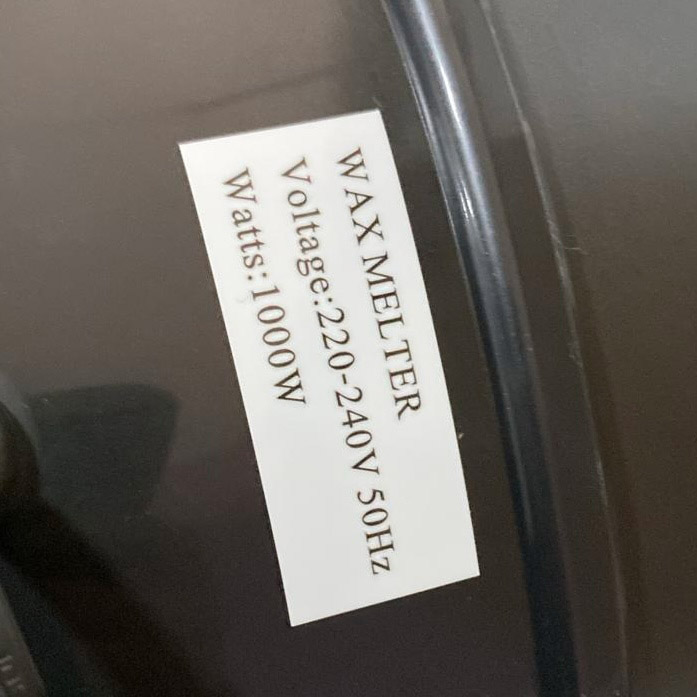 WAX MELTER
Voltage:220-240V 50Hz
Watts:1000W